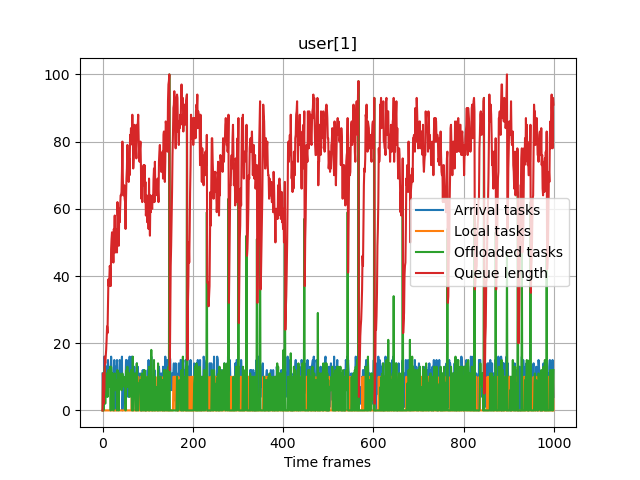 user[1]
100
80
60
40
20
0
Arrival tasks
Local tasks
Offloaded tasks
Queue length
0 200 400 600 800 1000
Time frames